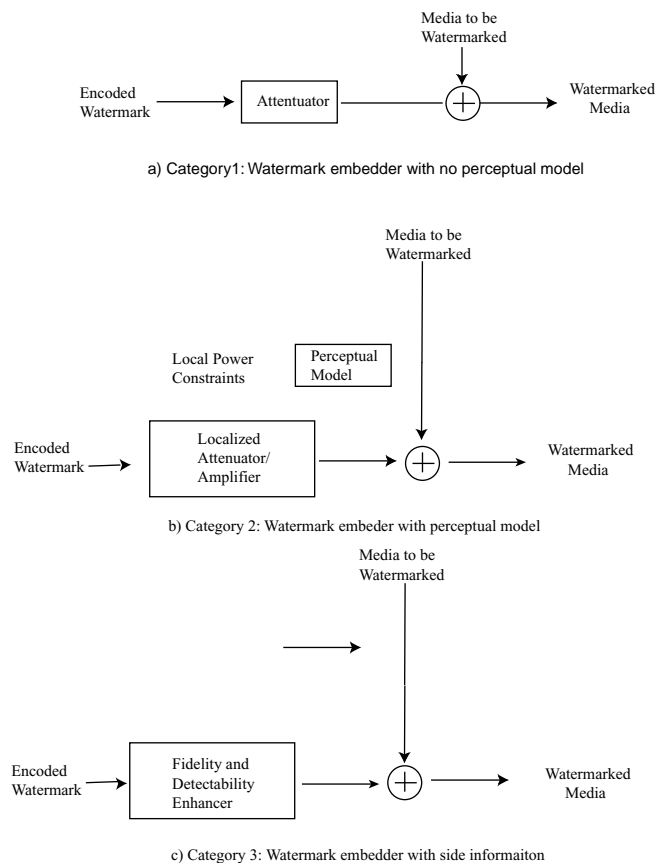 Media to be
Watermarked
Encoded
Watermark
Attentuator
Watermarked
Media
a) Category1: Watermark embedder with no perceptual model
Media to be
Watermarked
Local Power
Constraints
Perceptual
Model
Encoded
Watermark
Localized
Attenuator/
Amplifier
Watermarked
Media
b) Category 2: Watermark embeder with perceptual model
Media to be
Watermarked
Encoded
Watermark
Fidelity and
Detectability
Enhancer
Watermarked
Media
c) Category 3: Watermark embedder with side informaiton